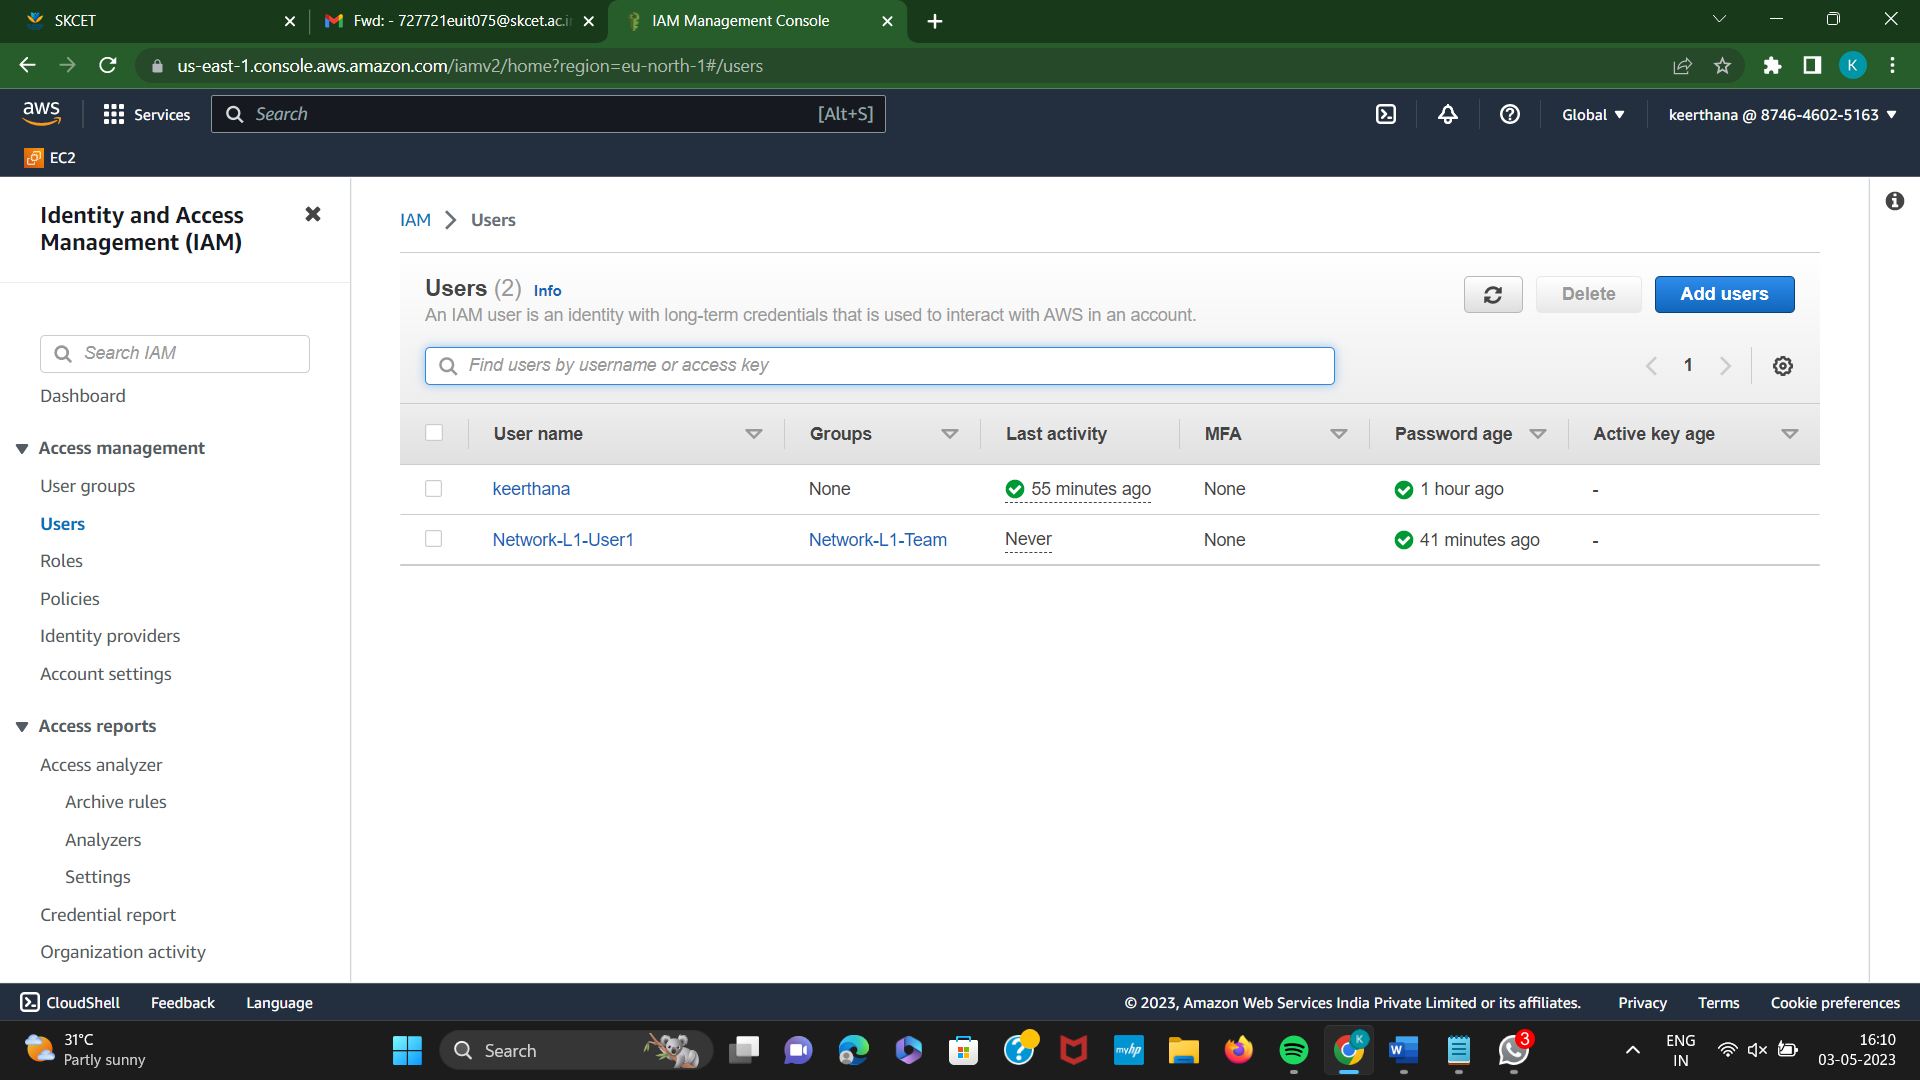 SKCET
Fwd: - 727721euit075@skcet.ac.i
IAM Management Console
us-east-1.console.aws.amazon.com/iamv2/home?region=eu-north-1#/users
K
aws
Services
Search
[Alt+S]
Global
keerthana @ 8746-4602-5163
EC2
Identity and Access
Management (IAM)
Search IAM
Dashboard
Access management
User groups
Users
Roles
Policies
Identity providers
Account settings
Access reports
Access analyzer
Archive rules
Analyzers
Settings
Credential report
Organization activity
IAM > Users
Users (2) Info
An IAM user is an identity with long-term credentials that is used to interact with AWS in an account.
Delete
Add users
Find users by username or access key
1
User name Groups Last activity MFA Password age Active key age
keerthana None 55 minutes ago None 1 hour ago -
Network-L1-User1 Network-L1-Team Never None 41 minutes ago -
CloudShell Feedback Language
© 2023, Amazon Web Services India Private Limited or its affiliates. Privacy Terms Cookie preferences
31°C
Partly sunny
Search
myhp
K
W
3
ENG
IN
16:10
03-05-2023